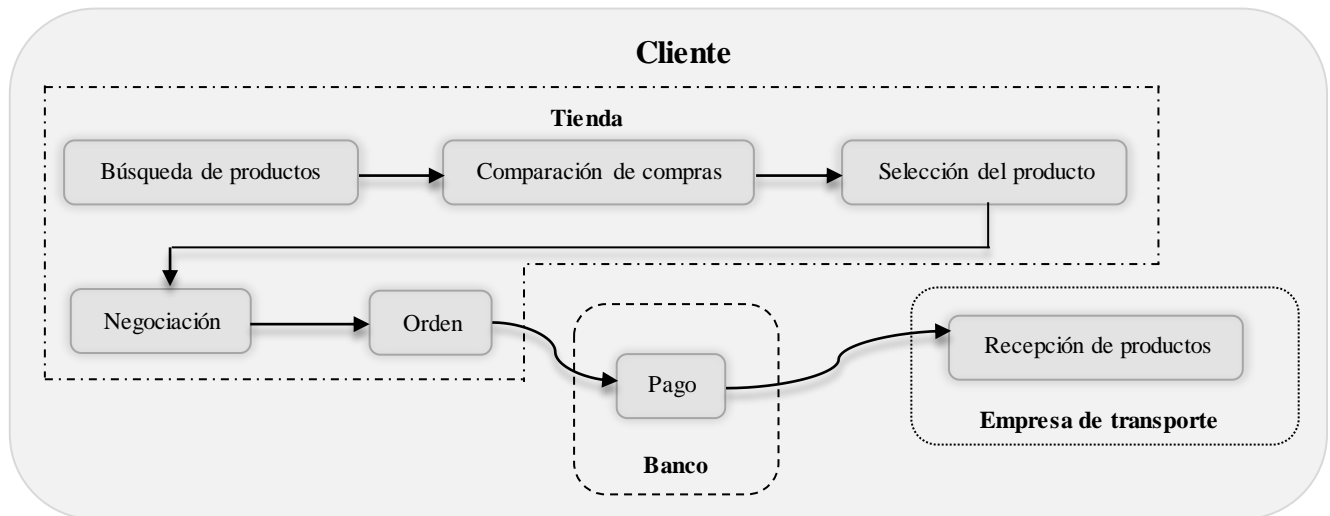 Cliente
Tienda
Búsqueda de productos
Comparación de compras
Selección del producto
Negociación
Orden
Pago
Banco
Recepción de productos
Empresa de transporte